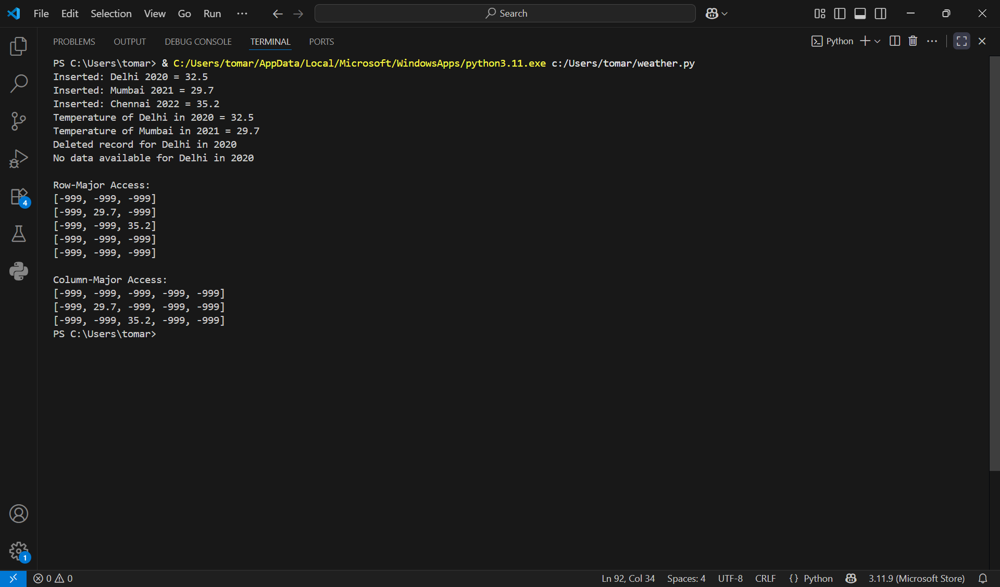 File Edit Selection View Go Run ··· Search
PROBLEMS OUTPUT DEBUG CONSOLE TERMINAL PORTS Python
PS C:\Users\tomar> & C:/Users/tomar/AppData/Local/Microsoft/WindowsApps/python3.11.exe c:/Users/tomar/weather.py
Inserted: Delhi 2020 = 32.5
Inserted: Mumbai 2021 = 29.7
Inserted: Chennai 2022 = 35.2
Temperature of Delhi in 2020 = 32.5
Temperature of Mumbai in 2021 = 29.7
Deleted record for Delhi in 2020
No data available for Delhi in 2020
Row-Major Access:
[-999, -999, -999]
[-999, 29.7, -999]
[-999, -999, 35.2]
[-999, -999, -999]
[-999, -999, -999]
Column-Major Access:
[-999, -999, -999, -999, -999]
[-999, 29.7, -999, -999, -999]
[-999, -999, 35.2, -999, -999]
PS C:\Users\tomar>
4
1
0 0 Ln 92, Col 34 Spaces: 4 UTF-8 CRLF {} Python 3.11.9 (Microsoft Store)